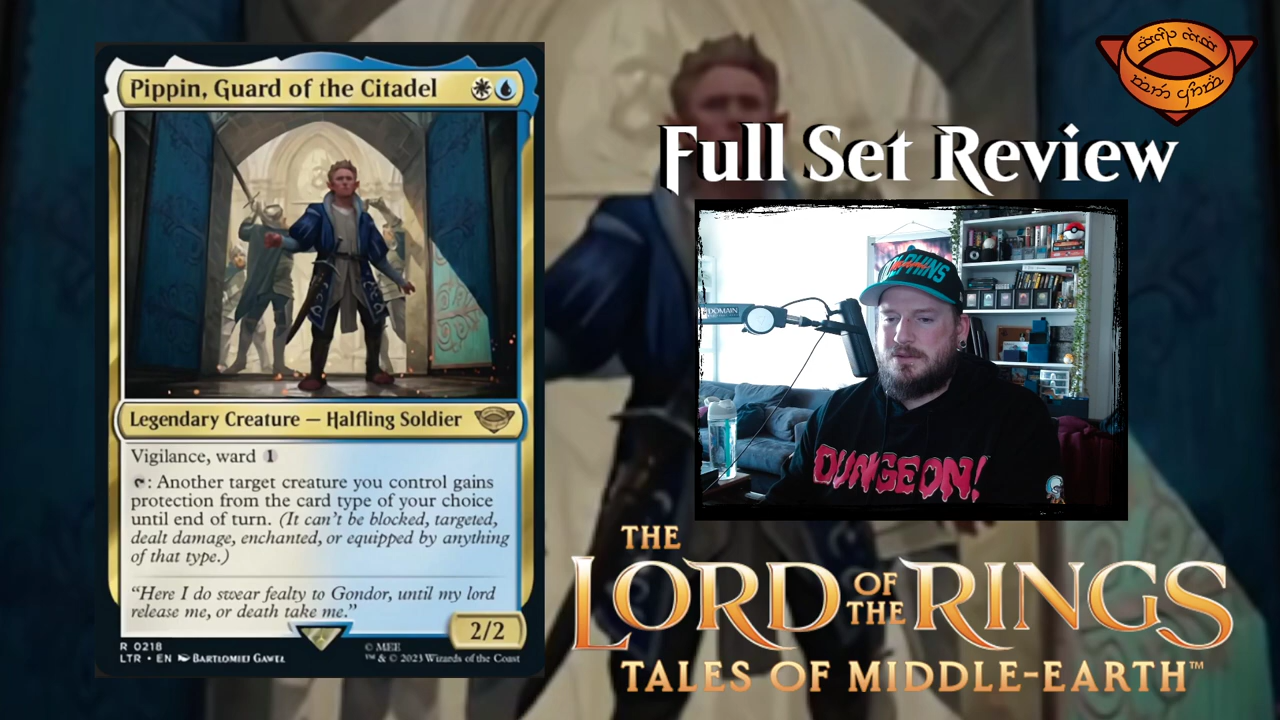 Pippin, Guard of the Citadel
Legendary Creature — Halfling Soldier
Vigilance, ward 1
: Another target creature you control gains
protection from the card type of your choice
until end of turn. (It can't be blocked, targeted,
dealt damage, enchanted, or equipped by anything
of that type.)
“Here I do swear fealty to Gondor, until my lord
release me, or death take me.”
2/2
R 0218
LTR • EN BARTŁOMIEJ GAWEŁ
© MEE
™ & © 2023 Wizards of the Coast
Full Set Review
DOMAIN
DOLPHINS
DUNGEON!
THE
LORD OF THE RINGS
TALES OF MIDDLE-EARTH™